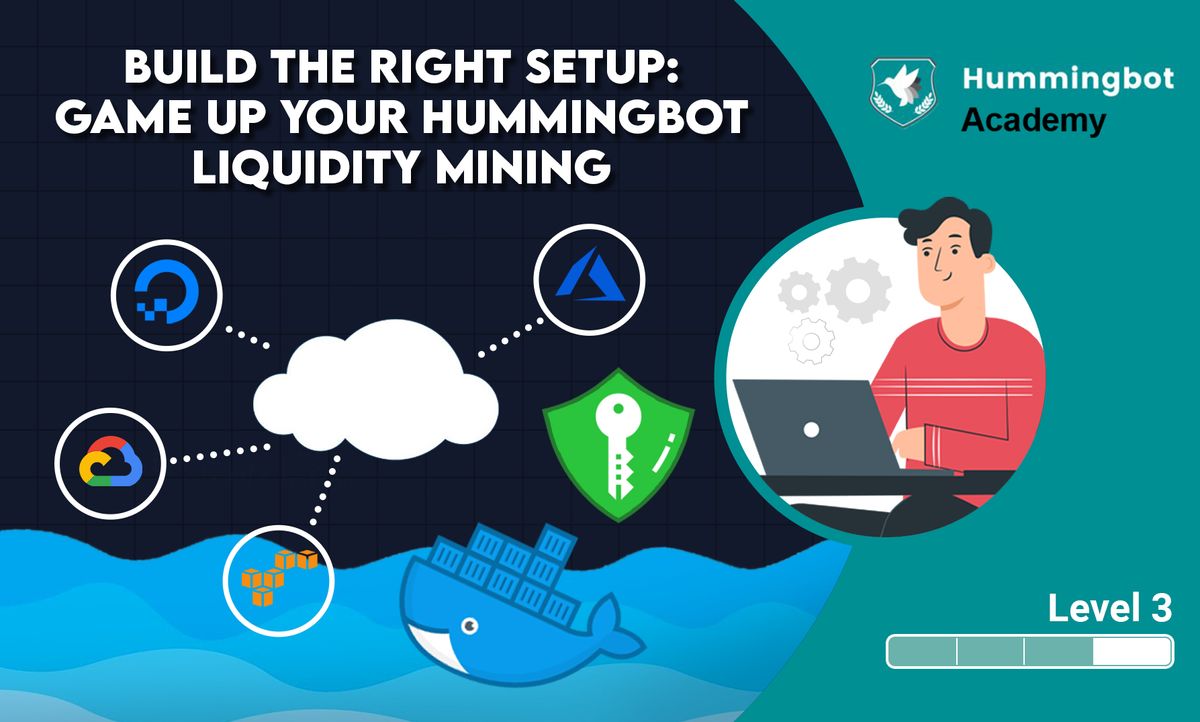 BUILD THE RIGHT SETUP:
GAME UP YOUR HUMMINGBOT
LIQUIDITY MINING
Hummingbot
Academy
Level 3